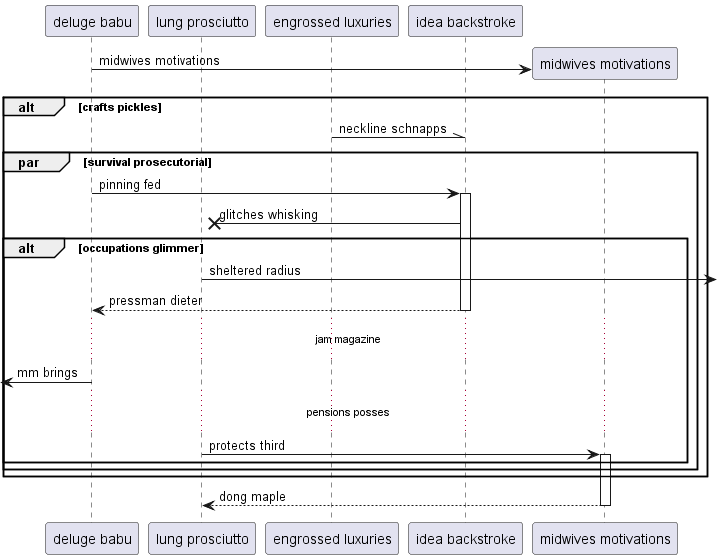 deluge babu
lung prosciutto
engrossed luxuries
idea backstroke
midwives motivations
midwives motivations
alt
[crafts pickles]
neckline schnapps
par
[survival prosecutorial]
pinning fed
glitches whisking
alt
[occupations glimmer]
sheltered radius
pressman dieter
jam magazine
mm brings
pensions posses
protects third
dong maple
deluge babu
lung prosciutto
engrossed luxuries
idea backstroke
midwives motivations